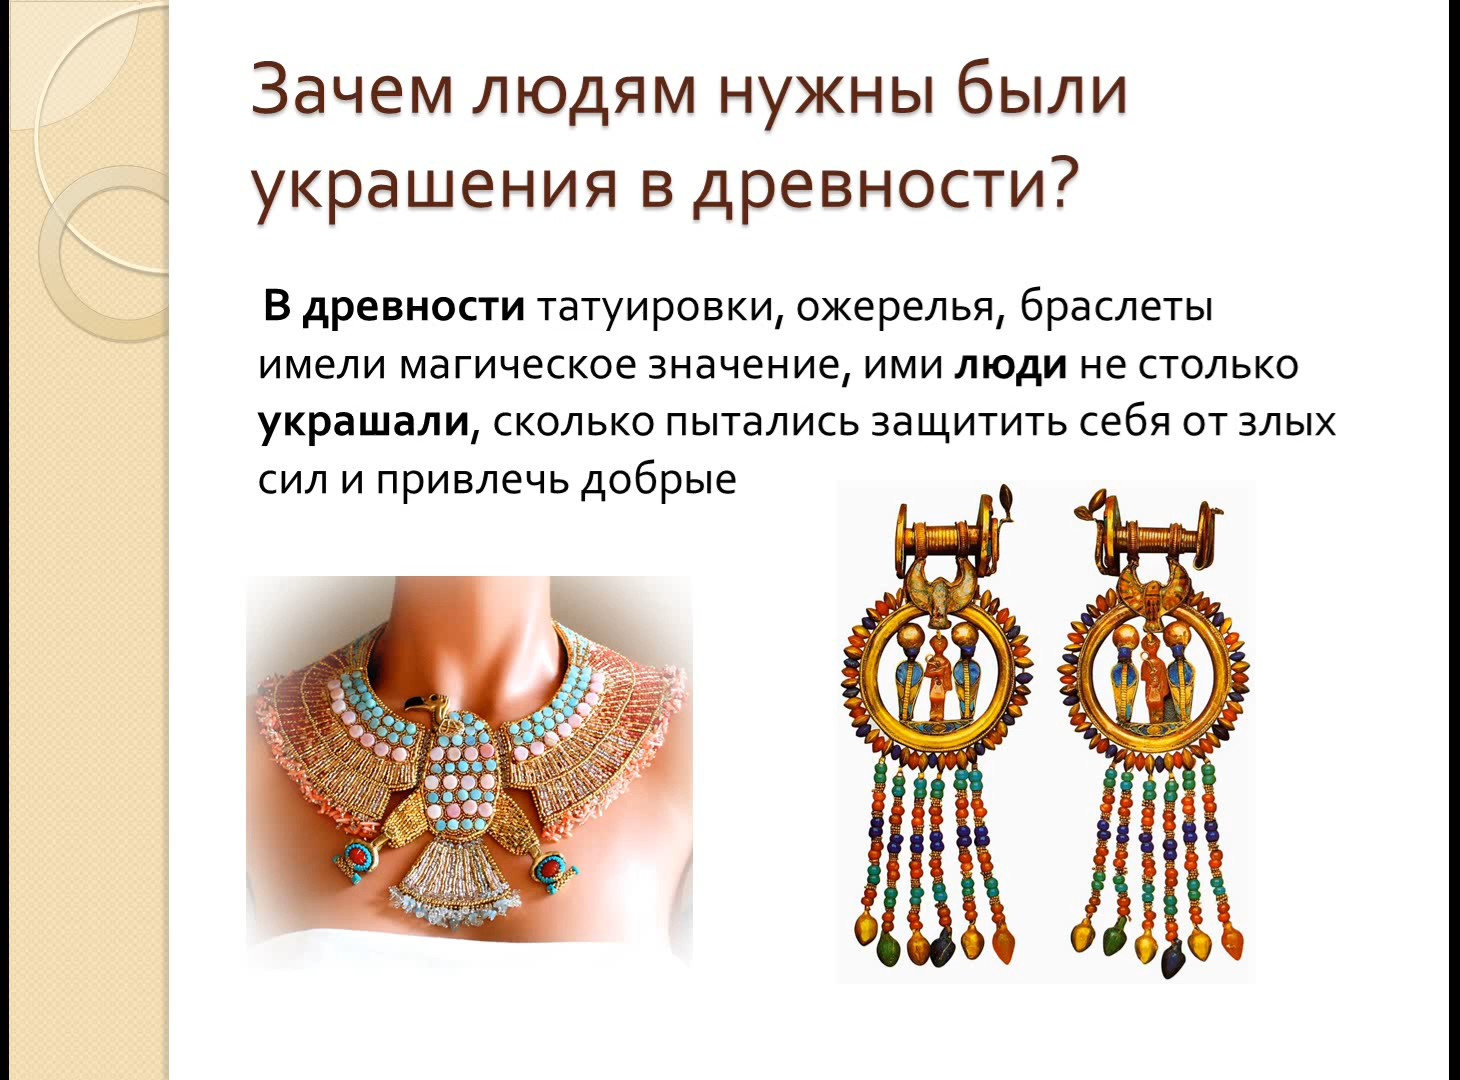 Зачем людям нужны были
украшения в древности?
В древности татуировки, ожерелья, браслеты
имели магическое значение, ими люди не столько
украшали, сколько пытались защитить себя от злых
сил и привлечь добрые